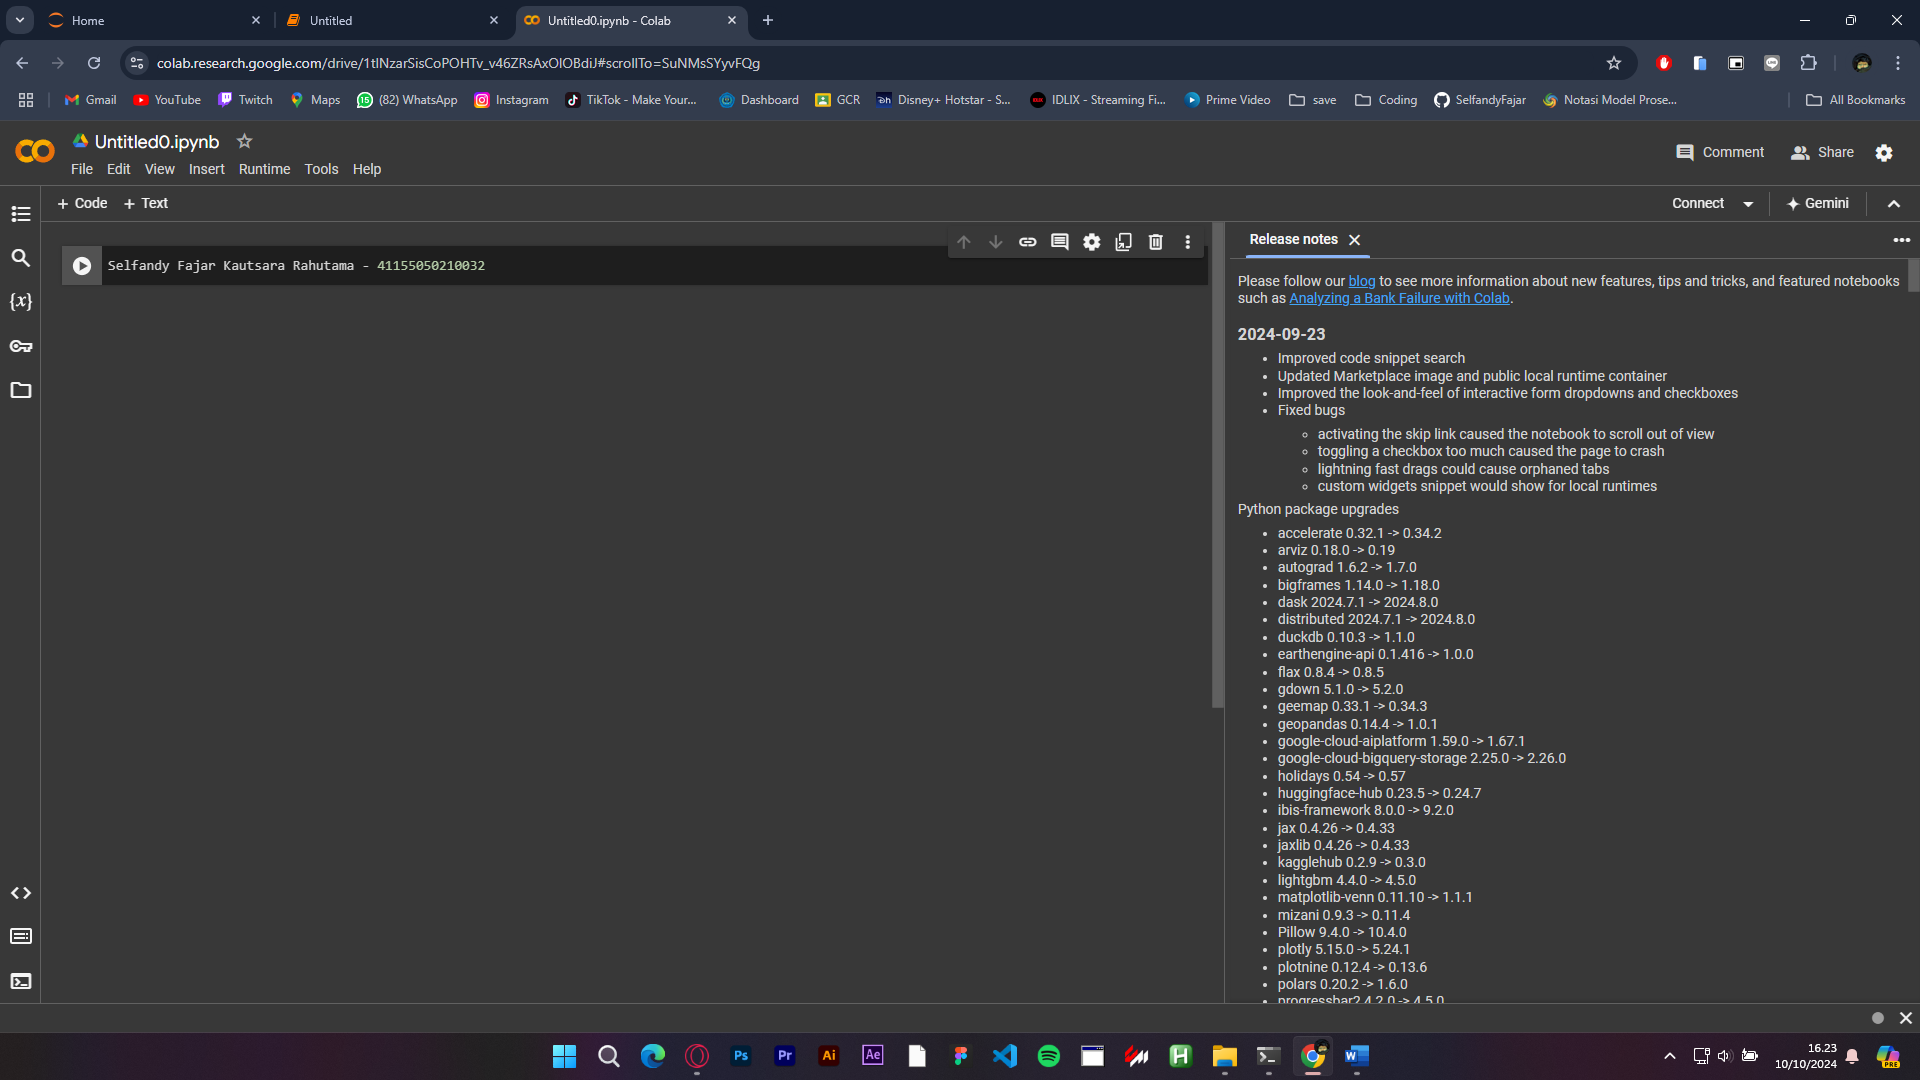 Home
Untitled
Untitled0.ipynb - Colab
colab.research.google.com/drive/1tINzarSisCoPOHTv_v46ZRsAxOlOBdiJ#scrollTo=SuNMsSYyvFQg
Gmail
YouTube
Twitch
Maps
(82) WhatsApp
Instagram
TikTok - Make Your...
Dashboard
GCR
Disney+ Hotstar - S...
IDLIX - Streaming Fi...
Prime Video
save
Coding
SelfandyFajar
Notasi Model Prose...
All Bookmarks
Untitled0.ipynb
Comment
Share
File Edit View Insert Runtime Tools Help
+ Code + Text
Connect
Gemini
Selfandy Fajar Kautsara Rahutama - 41155050210032
Release notes
Please follow our blog to see more information about new features, tips and tricks, and featured notebooks
such as Analyzing a Bank Failure with Colab.
2024-09-23
Improved code snippet search
Updated Marketplace image and public local runtime container
Improved the look-and-feel of interactive form dropdowns and checkboxes
Fixed bugs
activating the skip link caused the notebook to scroll out of view
toggling a checkbox too much caused the page to crash
lightning fast drags could cause orphaned tabs
custom widgets snippet would show for local runtimes
Python package upgrades
accelerate 0.32.1 -> 0.34.2
arviz 0.18.0 -> 0.19
autograd 1.6.2 -> 1.7.0
bigframes 1.14.0 -> 1.18.0
dask 2024.7.1 -> 2024.8.0
distributed 2024.7.1 -> 2024.8.0
duckdb 0.10.3 -> 1.1.0
earthengine-api 0.1.416 -> 1.0.0
flax 0.8.4 -> 0.8.5
gdown 5.1.0 -> 5.2.0
geemap 0.33.1 -> 0.34.3
geopandas 0.14.4 -> 1.0.1
google-cloud-aiplatform 1.59.0 -> 1.67.1
google-cloud-bigquery-storage 2.25.0 -> 2.26.0
holidays 0.54 -> 0.57
huggingface-hub 0.23.5 -> 0.24.7
ibis-framework 8.0.0 -> 9.2.0
jax 0.4.26 -> 0.4.33
jaxlib 0.4.26 -> 0.4.33
kagglehub 0.2.9 -> 0.3.0
lightgbm 4.4.0 -> 4.5.0
matplotlib-venn 0.11.10 -> 1.1.1
mizani 0.9.3 -> 0.11.4
Pillow 9.4.0 -> 10.4.0
plotly 5.15.0 -> 5.24.1
plotnine 0.12.4 -> 0.13.6
polars 0.20.2 -> 1.6.0
progressbar2 4.2.0 -> 4.5.0
Ps
Pr
Ai
Ae
16.23
10/10/2024